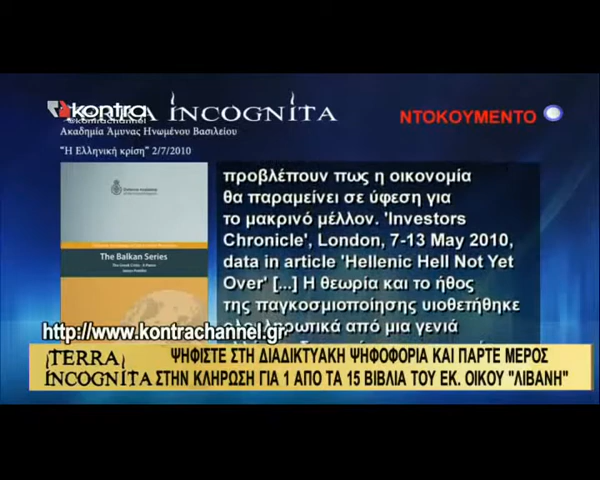 kontra
@kontrachannel
INCOGNITA
ΝΤΟΚΟΥΜΕΝΤΟ
Ακαδημία Άμυνας Ηνωμένου Βασιλείου
"Η Ελληνική κρίση" 2/7/2010
προβλέπουν πως η οικονομία
θα παραμείνει σε ύφεση για
το μακρινό μέλλον. 'Investors
Chronicle', London, 7-13 May 2010,
data in article 'Hellenic Hell Not Yet
Over' [...] Η θεωρία και το ήθος
της παγκοσμιοποίησης υιοθετήθηκε
από μια γενιά
The Balkan Series
http://www.kontrachannel.gr
TERRA
INCOGNITA
ΨΗΦΙΣΤΕ ΣΤΗ ΔΙΑΔΙΚΤΥΑΚΗ ΨΗΦΟΦΟΡΙΑ ΚΑΙ ΠΑΡΤΕ ΜΕΡΟΣ
ΣΤΗΝ ΚΛΗΡΩΣΗ ΓΙΑ 1 ΑΠΟ ΤΑ 15 ΒΙΒΛΙΑ ΤΟΥ ΕΚ. ΟΙΚΟΥ "ΛΙΒΑΝΗ"